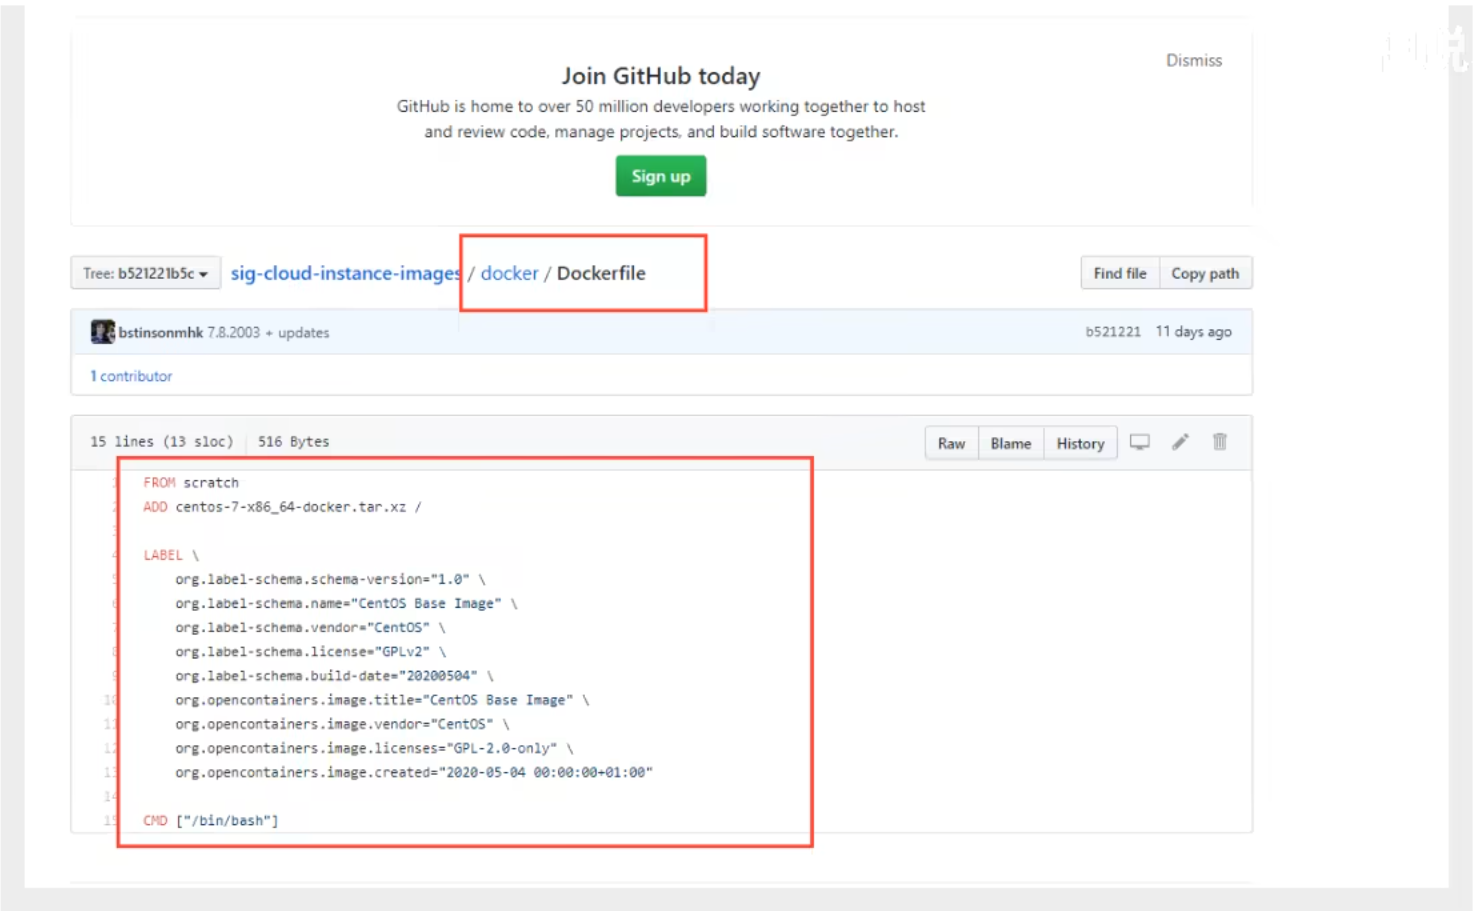 Dismiss
Join GitHub today
GitHub is home to over 50 million developers working together to host
and review code, manage projects, and build software together.
Sign up
Tree: b521221b5c
sig-cloud-instance-images / docker / Dockerfile
Find file
Copy path
bstinsonmhk 7.8.2003 + updates
b521221 11 days ago
1 contributor
15 lines (13 sloc) 516 Bytes
Raw
Blame
History
FROM scratch
ADD centos-7-x86_64-docker.tar.xz /
LABEL \
org.label-schema.schema-version="1.0" \
org.label-schema.name="CentOS Base Image" \
org.label-schema.vendor="CentOS" \
org.label-schema.license="GPLv2" \
org.label-schema.build-date="20200504" \
org.opencontainers.image.title="CentOS Base Image" \
org.opencontainers.image.vendor="CentOS" \
org.opencontainers.image.licenses="GPL-2.0-only" \
org.opencontainers.image.created="2020-05-04 00:00:00+01:00"
CMD ["/bin/bash"]